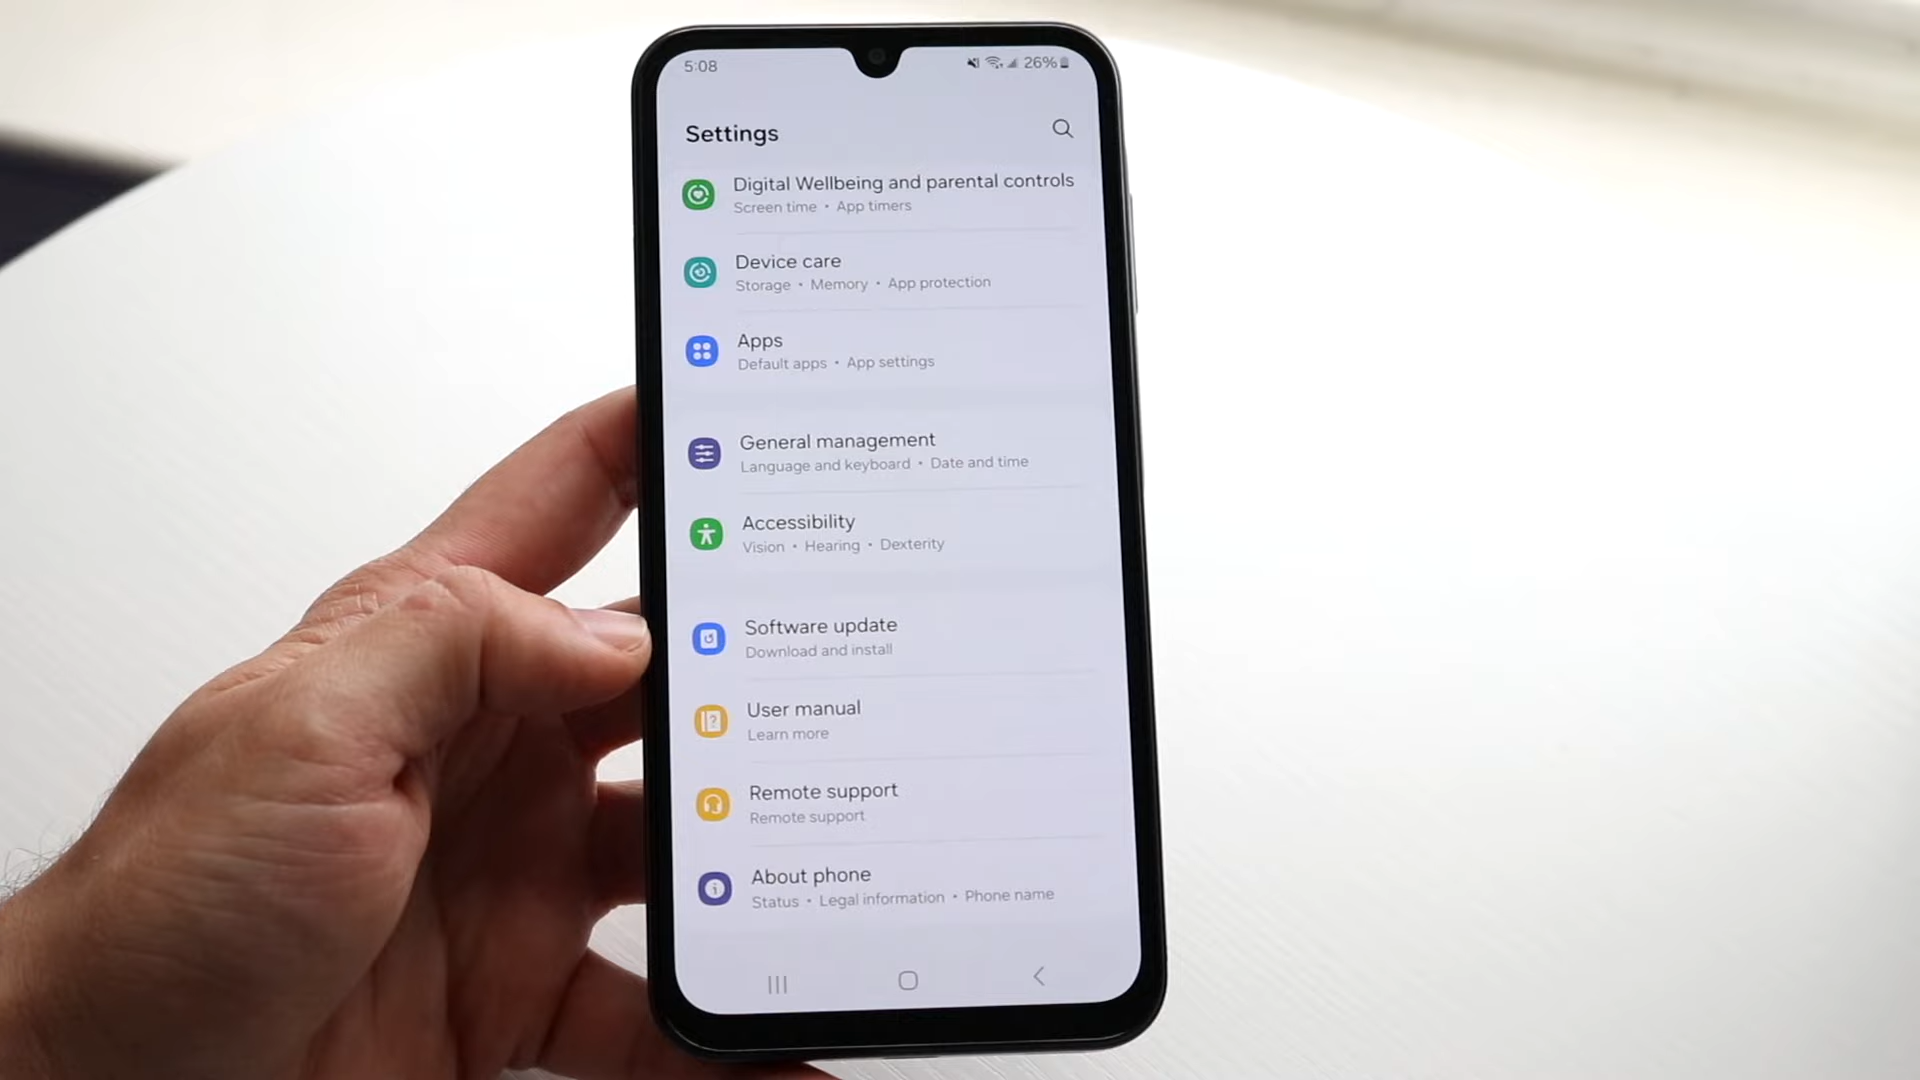 5:08
26%
Settings
Digital Wellbeing and parental controls
Screen time • App timers
Device care
Storage • Memory • App protection
Apps
Default apps • App settings
General management
Language and keyboard • Date and time
Accessibility
Vision • Hearing • Dexterity
Software update
Download and install
User manual
Learn more
Remote support
Remote support
About phone
Status • Legal information • Phone name